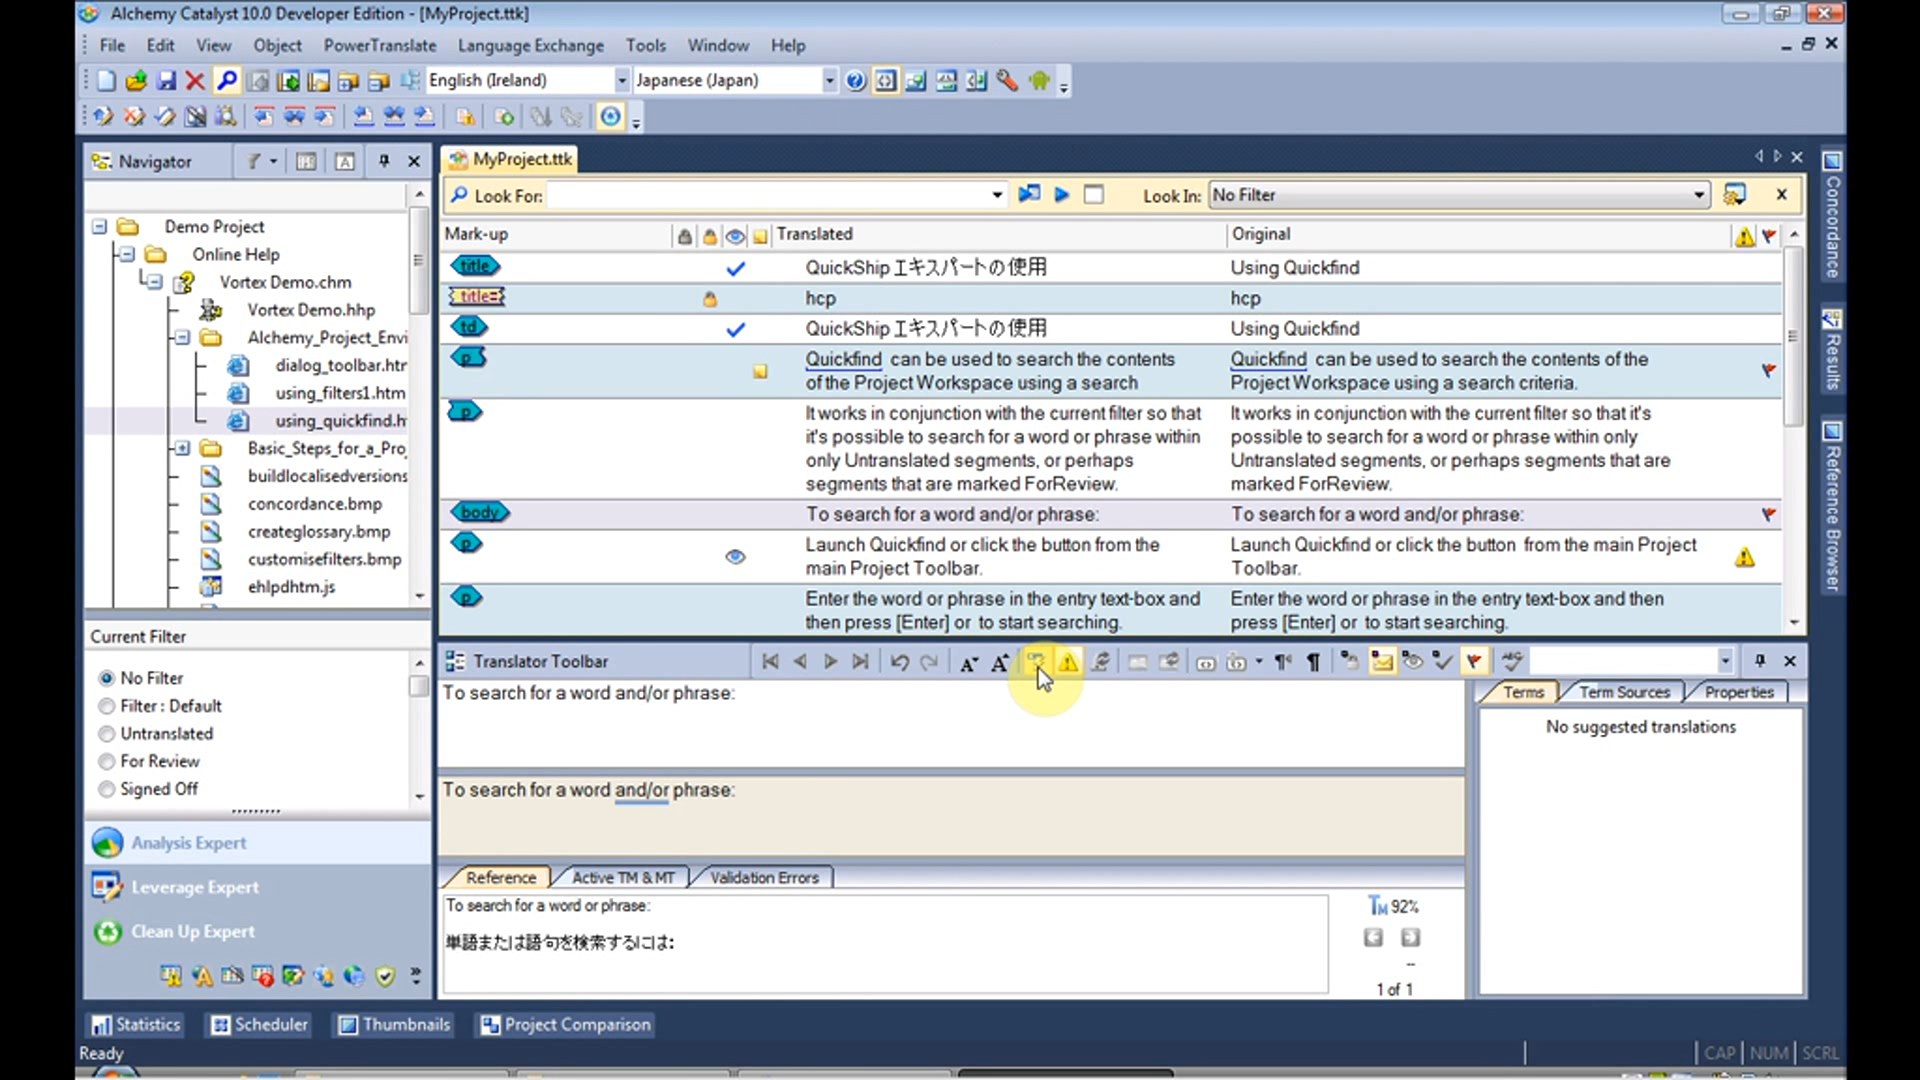 Alchemy Catalyst 10.0 Developer Edition - [MyProject.ttk]
File Edit View Object PowerTranslate Language Exchange Tools Window Help
English (Ireland) Japanese (Japan)
Navigator
Demo Project
Online Help
Vortex Demo.chm
Vortex Demo.hhp
Alchemy_Project_Envi
dialog_toolbar.htr
using_filters1.htm
using_quickfind.h
Basic_Steps_for_a_Pro
buildlocalisedversions
concordance.bmp
createglossary.bmp
customisefilters.bmp
ehlpdhtm.js
Current Filter
No Filter
Filter : Default
Untranslated
For Review
Signed Off
Analysis Expert
Leverage Expert
Clean Up Expert
MyProject.ttk
Look For:
Look In: No Filter
Mark-up Translated Original
title QuickShip エキスパートの使用 Using Quickfind
title= hcp hcp
td QuickShip エキスパートの使用 Using Quickfind
p Quickfind can be used to search the contents Quickfind can be used to search the contents of the
of the Project Workspace using a search Project Workspace using a search criteria.
p It works in conjunction with the current filter so that It works in conjunction with the current filter so that it's
it's possible to search for a word or phrase within possible to search for a word or phrase within only
only Untranslated segments, or perhaps Untranslated segments, or perhaps segments that are
segments that are marked ForReview. marked ForReview.
body To search for a word and/or phrase: To search for a word and/or phrase:
p Launch Quickfind or click the button from the Launch Quickfind or click the button from the main Project
main Project Toolbar. Toolbar.
p Enter the word or phrase in the entry text-box and Enter the word or phrase in the entry text-box and then
then press [Enter] or to start searching. press [Enter] or to start searching.
Translator Toolbar
To search for a word and/or phrase:
To search for a word and/or phrase:
Reference Active TM & MT Validation Errors
To search for a word or phrase:
単語または語句を検索するには:
TM 92%
--
1 of 1
Terms Term Sources Properties
No suggested translations
Concordance
Results
Reference Browser
Statistics Scheduler Thumbnails Project Comparison
Ready CAP NUM SCRL